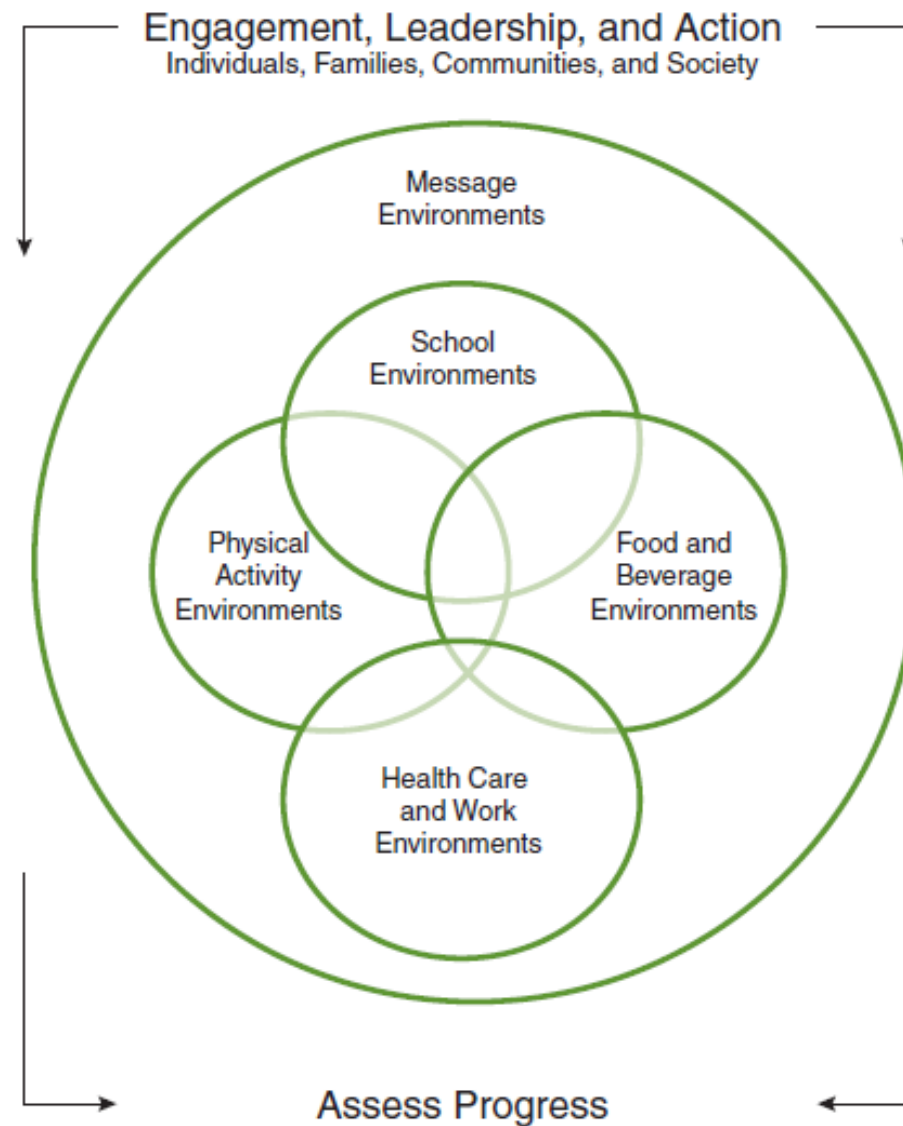 Engagement, Leadership, and Action
Individuals, Families, Communities, and Society
Message
Environments
School
Environments
Physical
Activity
Environments
Food and
Beverage
Environments
Health Care
and Work
Environments
Assess Progress